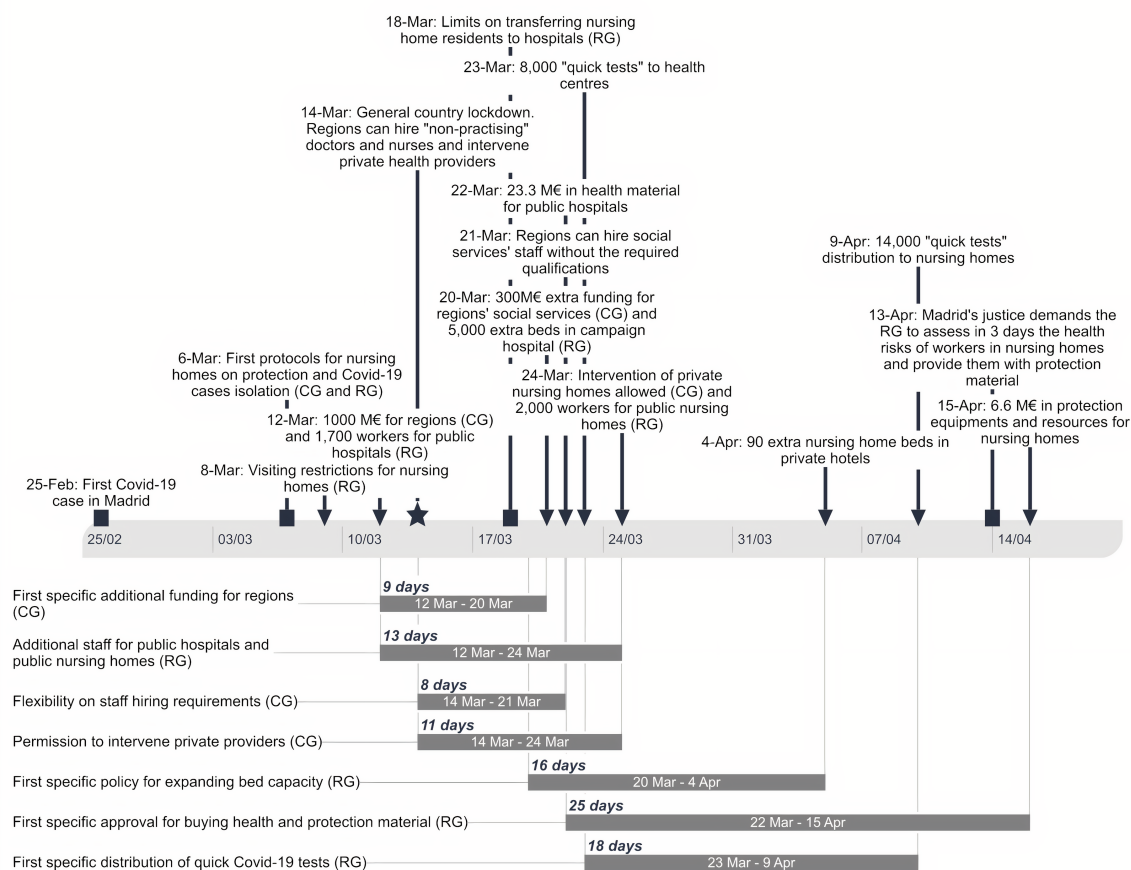 18-Mar: Limits on transferring nursing
home residents to hospitals (RG)
23-Mar: 8,000 "quick tests" to health
centres
14-Mar: General country lockdown.
Regions can hire "non-practising"
doctors and nurses and intervene
private health providers
22-Mar: 23.3 M€ in health material
for public hospitals
21-Mar: Regions can hire social
services' staff without the required
qualifications
9-Apr: 14,000 "quick tests"
distribution to nursing homes
20-Mar: 300M€ extra funding for
regions' social services (CG) and
5,000 extra beds in campaign
hospital (RG)
13-Apr: Madrid's justice demands the
RG to assess in 3 days the health
risks of workers in nursing homes
and provide them with protection
material
6-Mar: First protocols for nursing
homes on protection and Covid-19
cases isolation (CG and RG)
24-Mar: Intervention of private
nursing homes allowed (CG) and
2,000 workers for public nursing
homes (RG)
15-Apr: 6.6 M€ in protection
equipments and resources for
nursing homes
12-Mar: 1000 M€ for regions (CG)
and 1,700 workers for public
hospitals (RG)
4-Apr: 90 extra nursing home beds in
private hotels
8-Mar: Visiting restrictions for nursing
homes (RG)
25-Feb: First Covid-19
case in Madrid
25/02 03/03 10/03 17/03 24/03 31/03 07/04 14/04
9 days
First specific additional funding for regions
(CG)
12 Mar - 20 Mar
13 days
Additional staff for public hospitals and
public nursing homes (RG)
12 Mar - 24 Mar
8 days
Flexibility on staff hiring requirements (CG)
14 Mar - 21 Mar
11 days
Permission to intervene private providers (CG)
14 Mar - 24 Mar
16 days
First specific policy for expanding bed capacity (RG)
20 Mar - 4 Apr
25 days
First specific approval for buying health and protection material (RG)
22 Mar - 15 Apr
18 days
First specific distribution of quick Covid-19 tests (RG)
23 Mar - 9 Apr